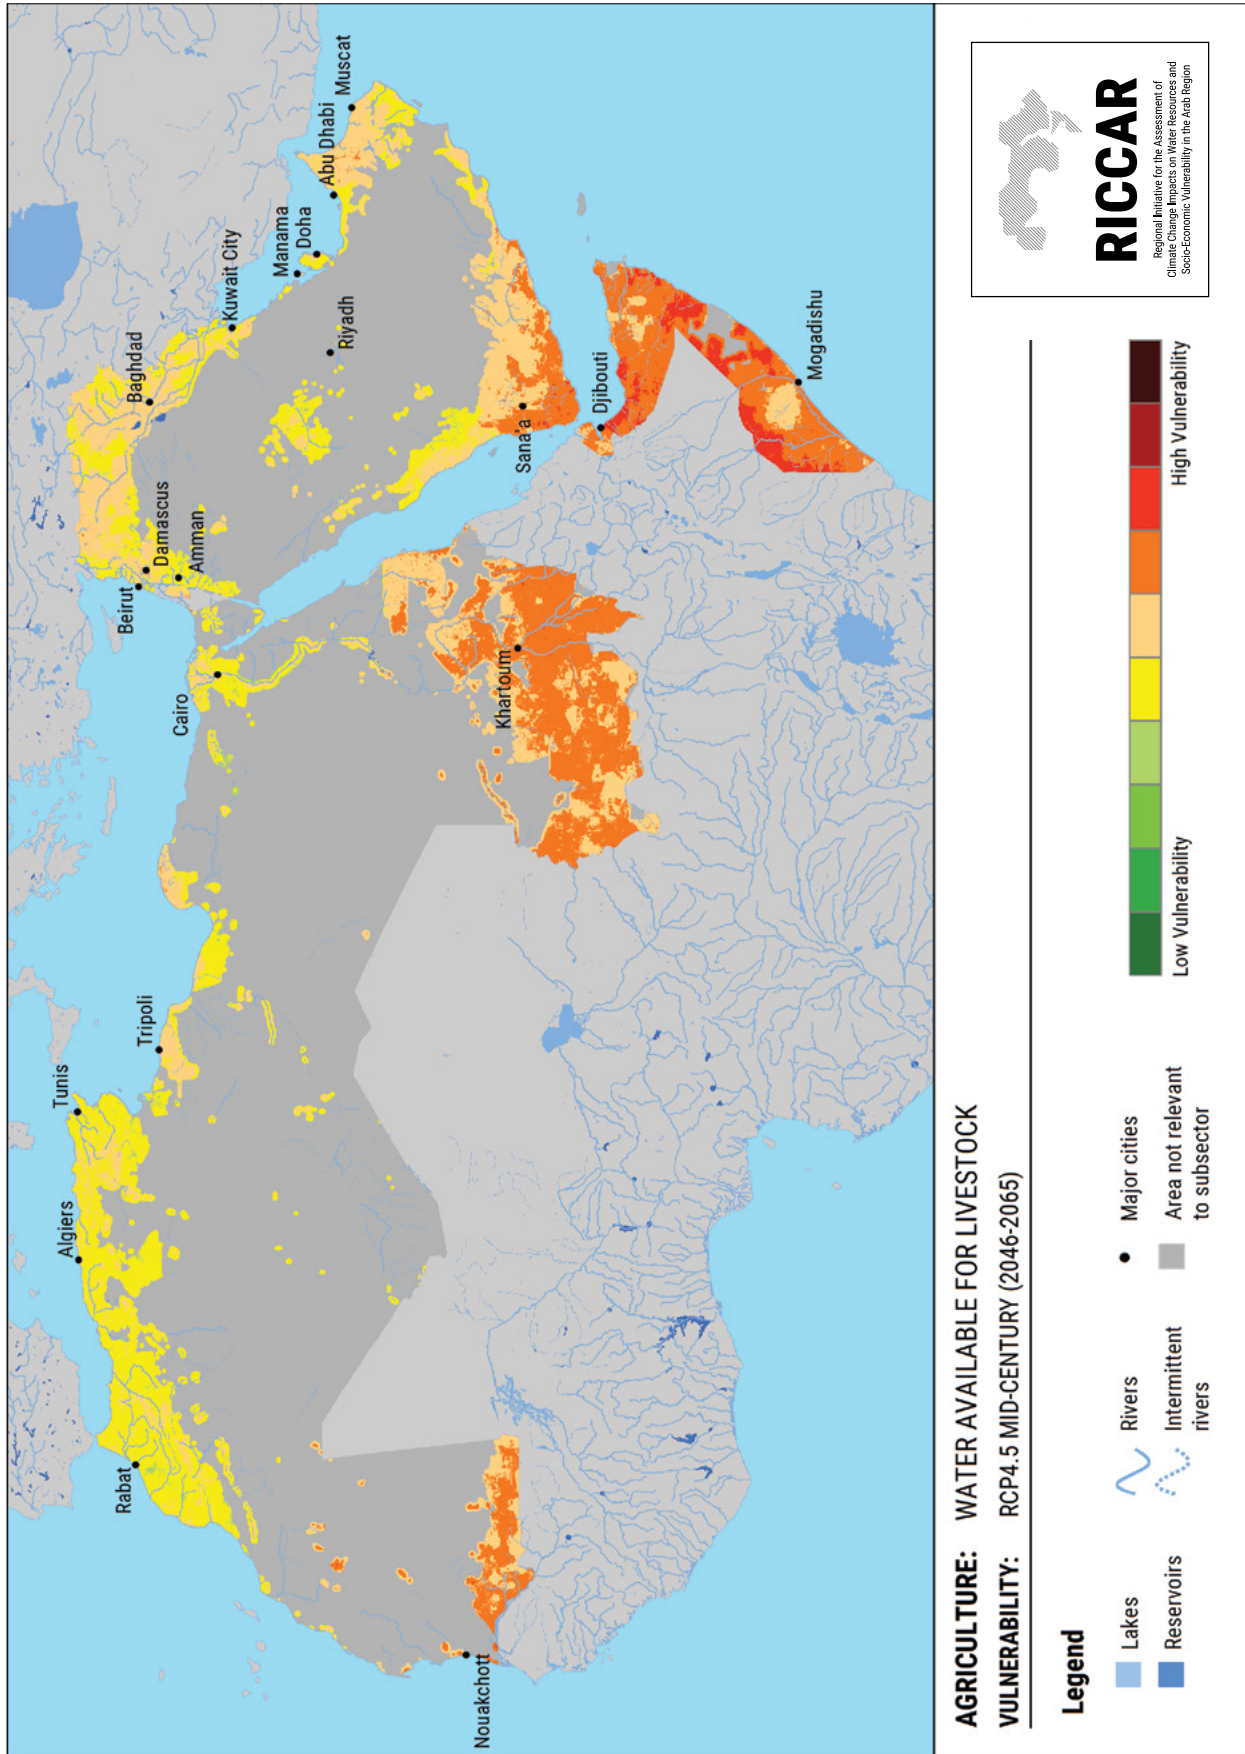 Rabat
Algiers
Tunis
Tripoli
Cairo
Beirut
Damascus
Amman
Baghdad
Kuwait City
Manama
Doha
Abu Dhabi
Muscat
Riyadh
Sana'a
Djibouti
Mogadishu
Khartoum
Nouakchott
AGRICULTURE: WATER AVAILABLE FOR LIVESTOCK
VULNERABILITY: RCP4.5 MID-CENTURY (2046-2065)
Legend
Lakes
Reservoirs
Rivers
Intermittent
rivers
Major cities
Area not relevant
to subsector
Low Vulnerability
High Vulnerability
RICCAR
Regional Initiative for the Assessment of
Climate Change Impacts on Water Resources and
Socio-Economic Vulnerability in the Arab Region